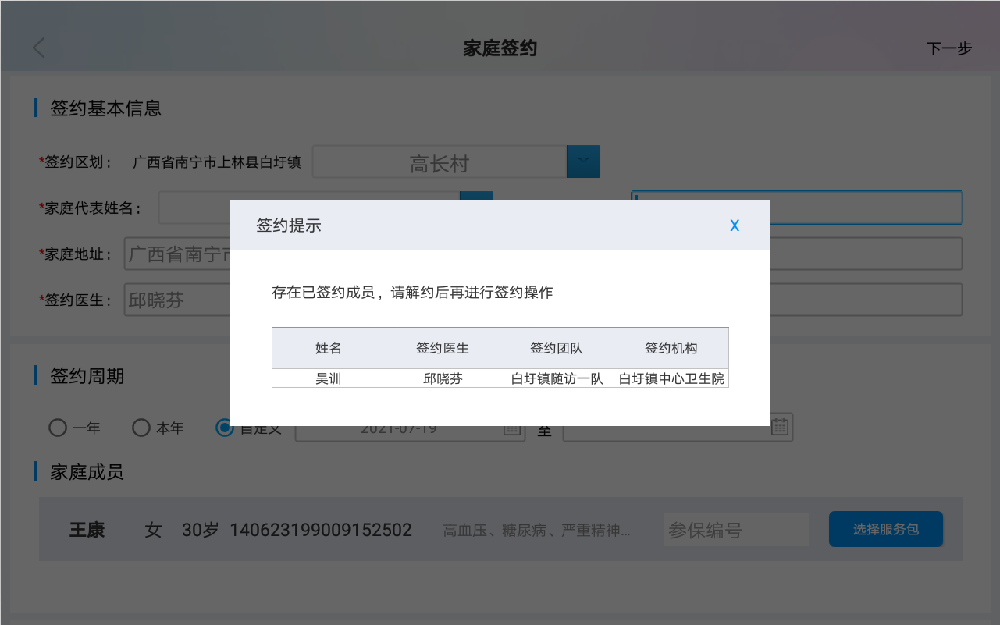 家庭签约
下一步
签约基本信息
*签约区划： 广西省南宁市上林县白圩镇 高长村
*家庭代表姓名：
签约提示 X
*家庭地址： 广西省南宁市
存在已签约成员，请解约后再进行签约操作
*签约医生： 邱晓芬
姓名 签约医生 签约团队 签约机构
吴训 邱晓芬 白圩镇随访一队 白圩镇中心卫生院
签约周期
一年 本年 自定义 2021-07-19 至
家庭成员
王康 女 30岁 140623199009152502 高血压、糖尿病、严重精神... 参保编号 选择服务包